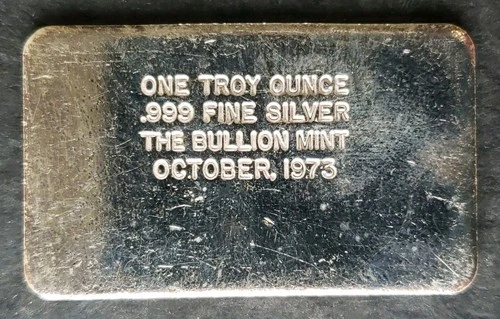 ONE TROY OUNCE
.999 FINE SILVER
THE BULLION MINT
OCTOBER, 1973